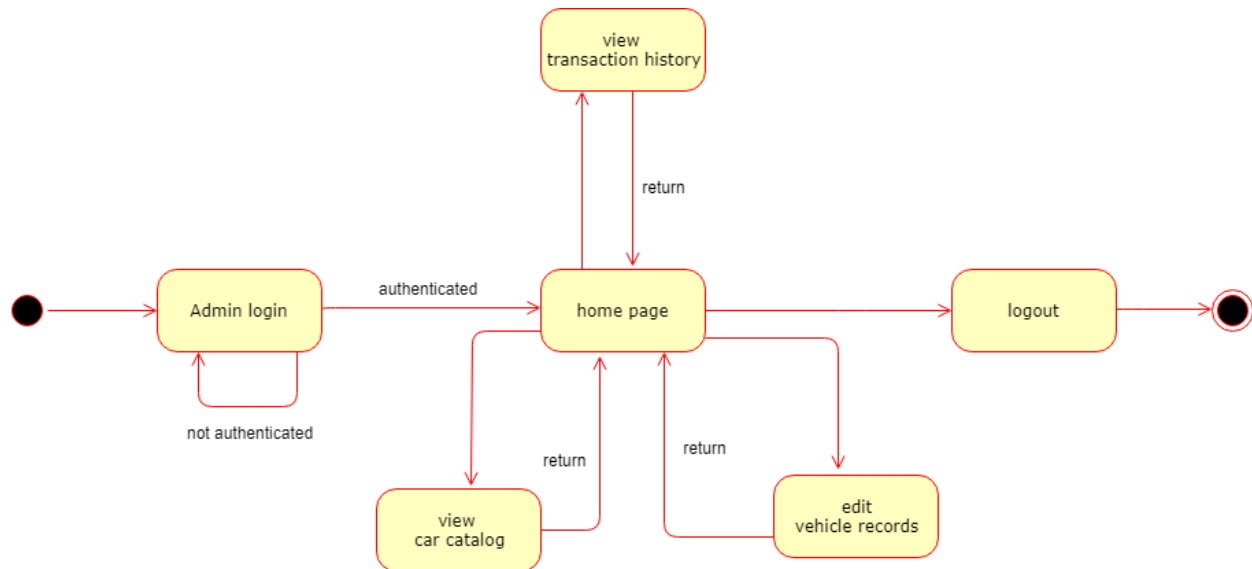 view
transaction history
return
Admin login
authenticated
home page
logout
not authenticated
return
return
view
car catalog
edit
vehicle records